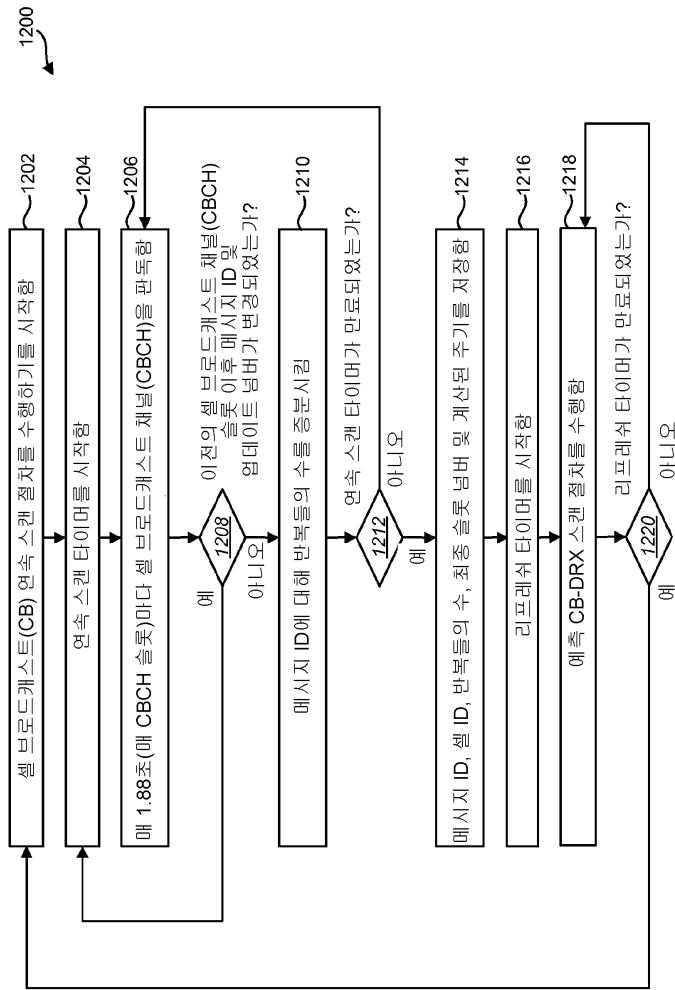 1200
셀 브로드캐스트(CB) 연속 스캔 절차를 수행하기를 시작함
1202
연속 스캔 타이머를 시작함
1204
매 1.88초(매 CBCH 슬롯)마다 셀 브로드캐스트 채널(CBCH)을 판독함
1206
이전의 셀 브로드캐스트 채널(CBCH)
슬롯 이후 메시지 ID 및
업데이트 넘버가 변경되었는가?
1208
예
아니오
메시지 ID에 대해 반복들의 수를 증분시킴
1210
연속 스캔 타이머가 만료되었는가?
1212
아니오
예
메시지 ID, 셀 ID, 반복들의 수, 최종 슬롯 넘버 및 계산된 주기를 저장함
1214
리프레쉬 타이머를 시작함
1216
예측 CB-DRX 스캔 절차를 수행함
1218
리프레쉬 타이머가 만료되었는가?
1220
예
아니오